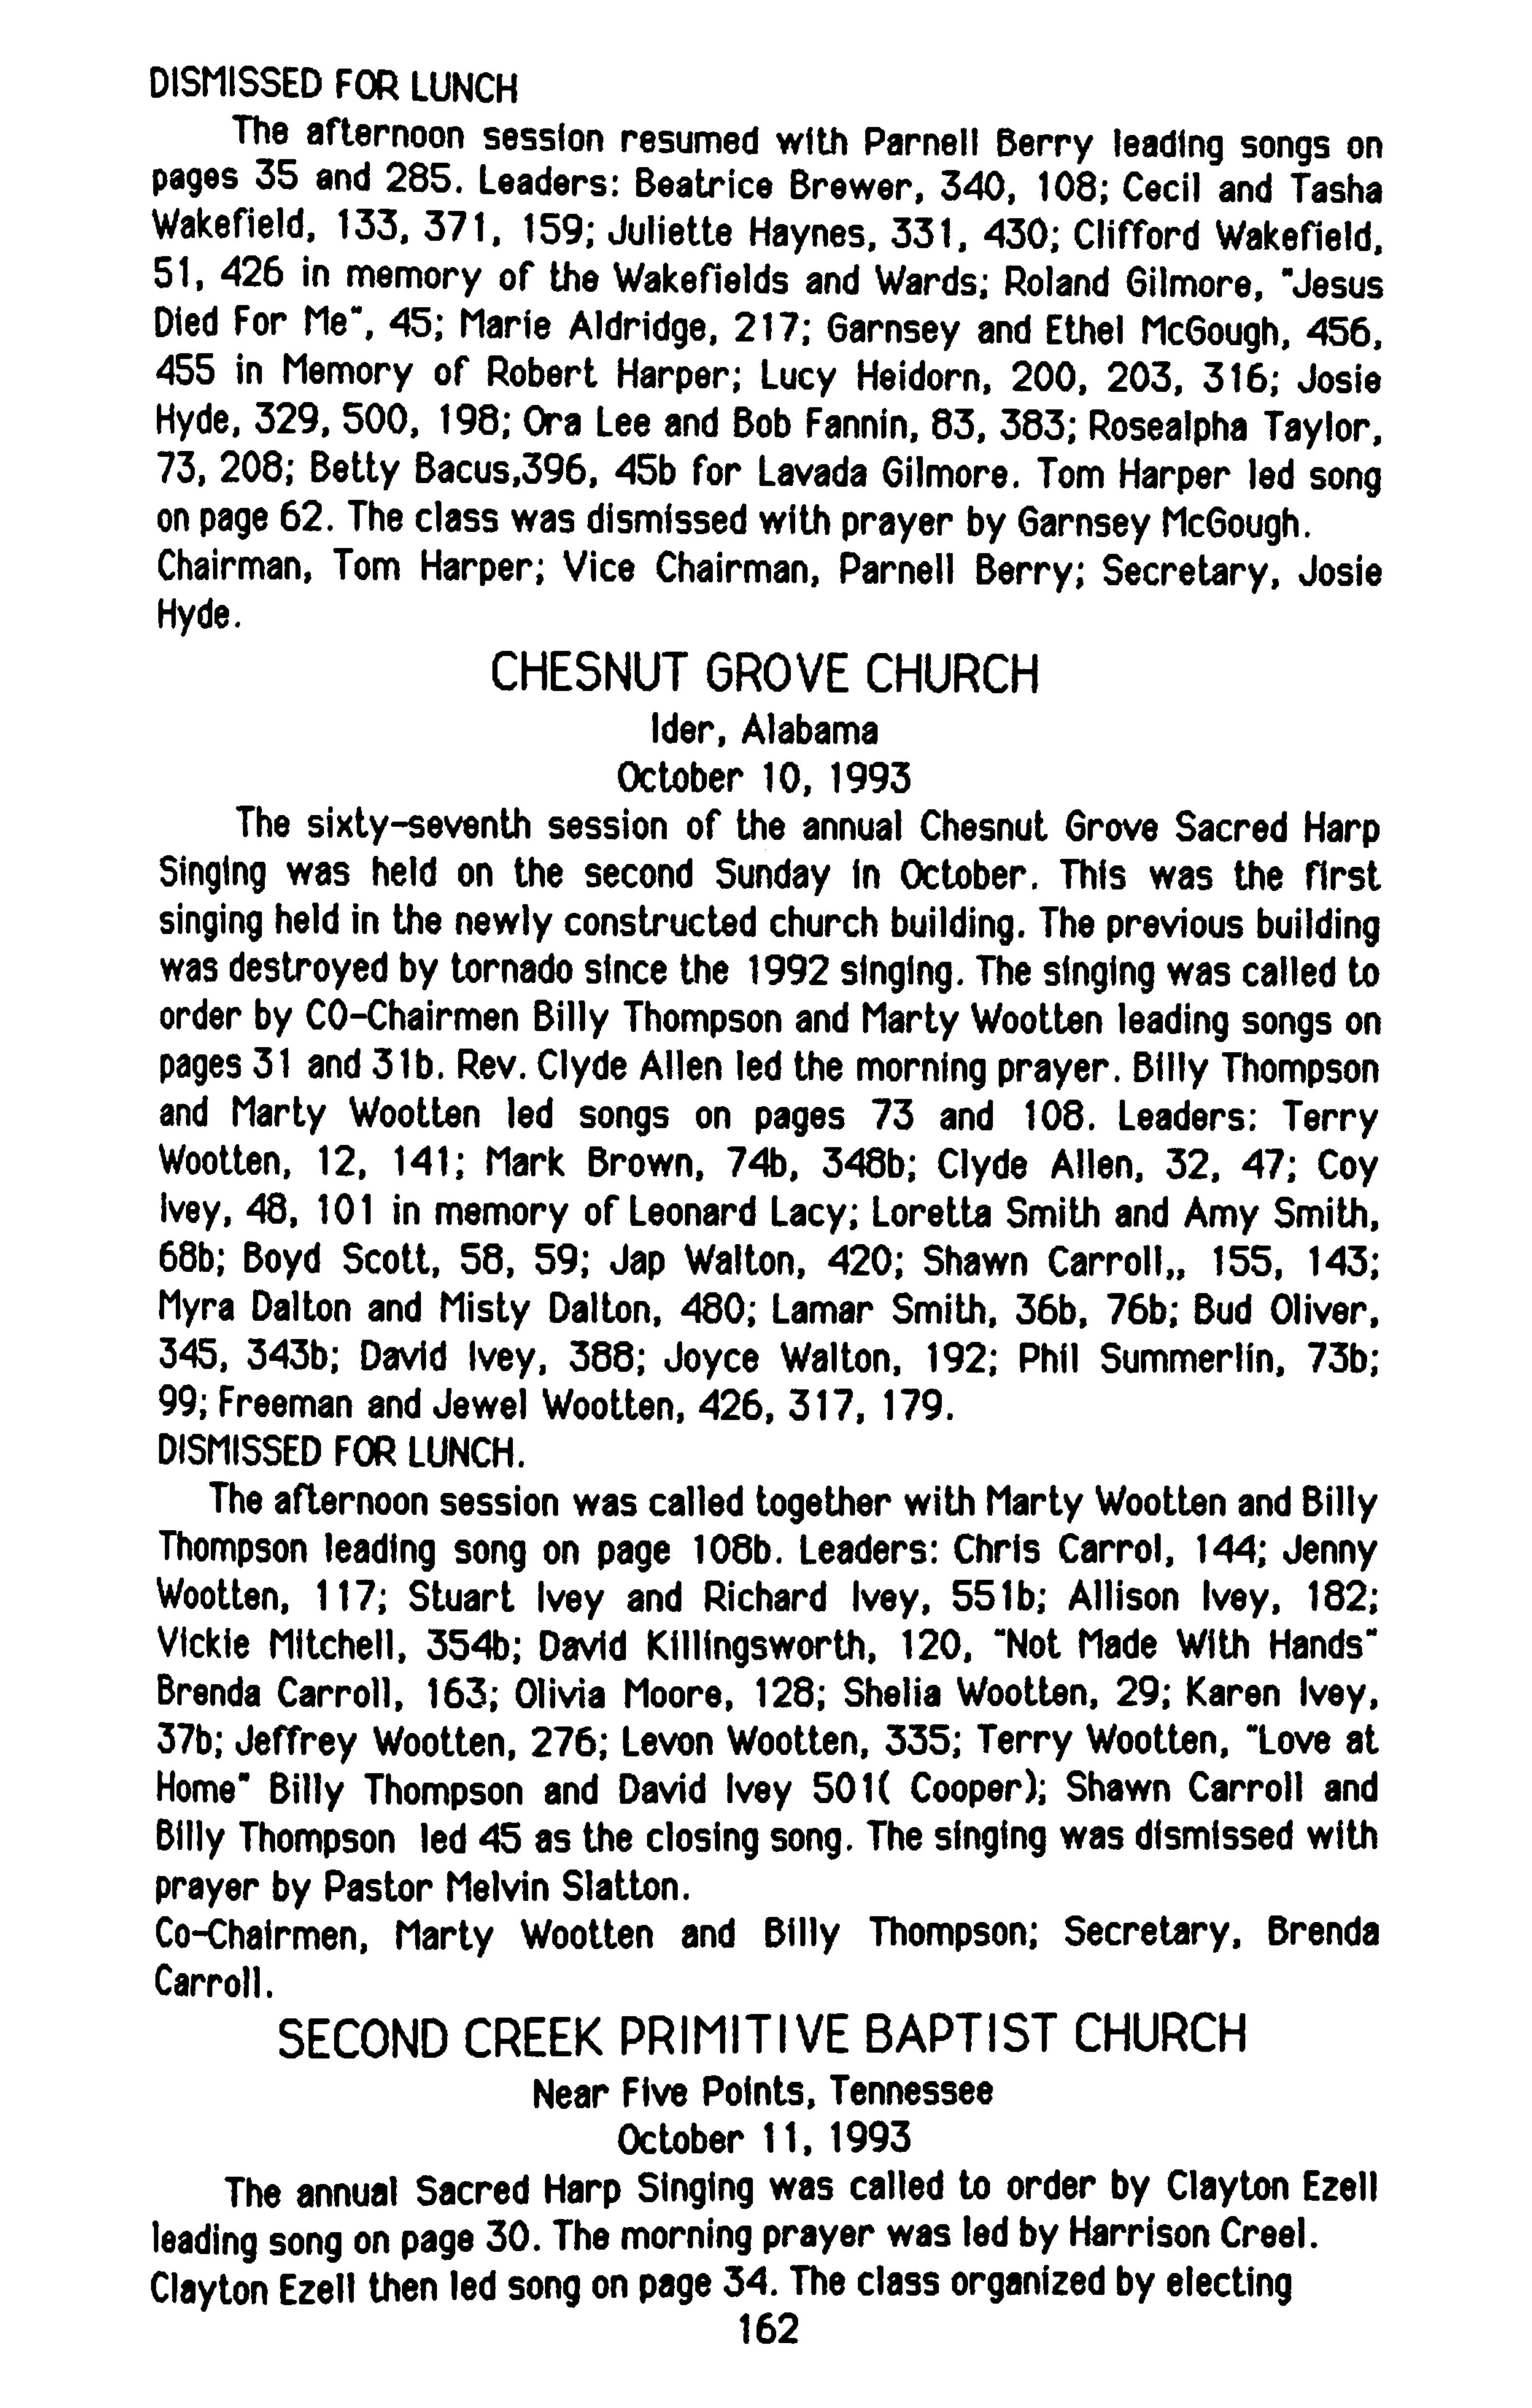 DISMISSED FOR LUNCH
The afternoon session resumed with Parnell Berry leading songs on
pages 35 and 285. Leaders: Beatrice Brewer, 340, 108; Cecil and Tasha
Wakefield, 133, 371, 159; Juliette Haynes, 331, 430; Clifford Wakefield,
51, 426 in memory of the Wakefields and Wards; Roland Gilmore, "Jesus
Died For Me", 45; Marie Aldridge, 217; Garnsey and Ethel McGough, 456,
455 in Memory of Robert Harper; Lucy Heidorn, 200, 203, 316; Josie
Hyde, 329, 500, 198; Ora Lee and Bob Fannin, 83, 383; Rosealpha Taylor,
73, 208; Betty Bacus,396, 45b for Lavada Gilmore. Tom Harper led song
on page 62. The class was dismissed with prayer by Garnsey McGough.
Chairman, Tom Harper; Vice Chairman, Parnell Berry; Secretary, Josie
Hyde.
CHESNUT GROVE CHURCH
Ider, Alabama
October 10, 1993
The sixty-seventh session of the annual Chesnut Grove Sacred Harp
Singing was held on the second Sunday in October. This was the first
singing held in the newly constructed church building. The previous building
was destroyed by tornado since the 1992 singing. The singing was called to
order by CO-Chairmen Billy Thompson and Marty Wootten leading songs on
pages 31 and 31b. Rev. Clyde Allen led the morning prayer. Billy Thompson
and Marty Wootten led songs on pages 73 and 108. Leaders: Terry
Wootten, 12, 141; Mark Brown, 74b, 348b; Clyde Allen, 32, 47; Coy
Ivey, 48, 101 in memory of Leonard Lacy; Loretta Smith and Amy Smith,
68b; Boyd Scott, 58, 59; Jap Walton, 420; Shawn Carroll,, 155, 143;
Myra Dalton and Misty Dalton, 480; Lamar Smith, 36b, 76b; Bud Oliver,
345, 343b; David Ivey, 388; Joyce Walton, 192; Phil Summerlin, 73b;
99; Freeman and Jewel Wootten, 426, 317, 179.
DISMISSED FOR LUNCH.
The afternoon session was called together with Marty Wootten and Billy
Thompson leading song on page 108b. Leaders: Chris Carrol, 144; Jenny
Wootten, 117; Stuart Ivey and Richard Ivey, 551b; Allison Ivey, 182;
Vickie Mitchell, 354b; David Killingsworth, 120, "Not Made With Hands"
Brenda Carroll, 163; Olivia Moore, 128; Shelia Wootten, 29; Karen Ivey,
37b; Jeffrey Wootten, 276; Levon Wootten, 335; Terry Wootten, "Love at
Home" Billy Thompson and David Ivey 501( Cooper); Shawn Carroll and
Billy Thompson led 45 as the closing song. The singing was dismissed with
prayer by Pastor Melvin Slatton.
Co-Chairmen, Marty Wootten and Billy Thompson; Secretary, Brenda
Carroll.
SECOND CREEK PRIMITIVE BAPTIST CHURCH
Near Five Points, Tennessee
October 11, 1993
The annual Sacred Harp Singing was called to order by Clayton Ezell
leading song on page 30. The morning prayer was led by Harrison Creel.
Clayton Ezell then led song on page 34. The class organized by electing
162